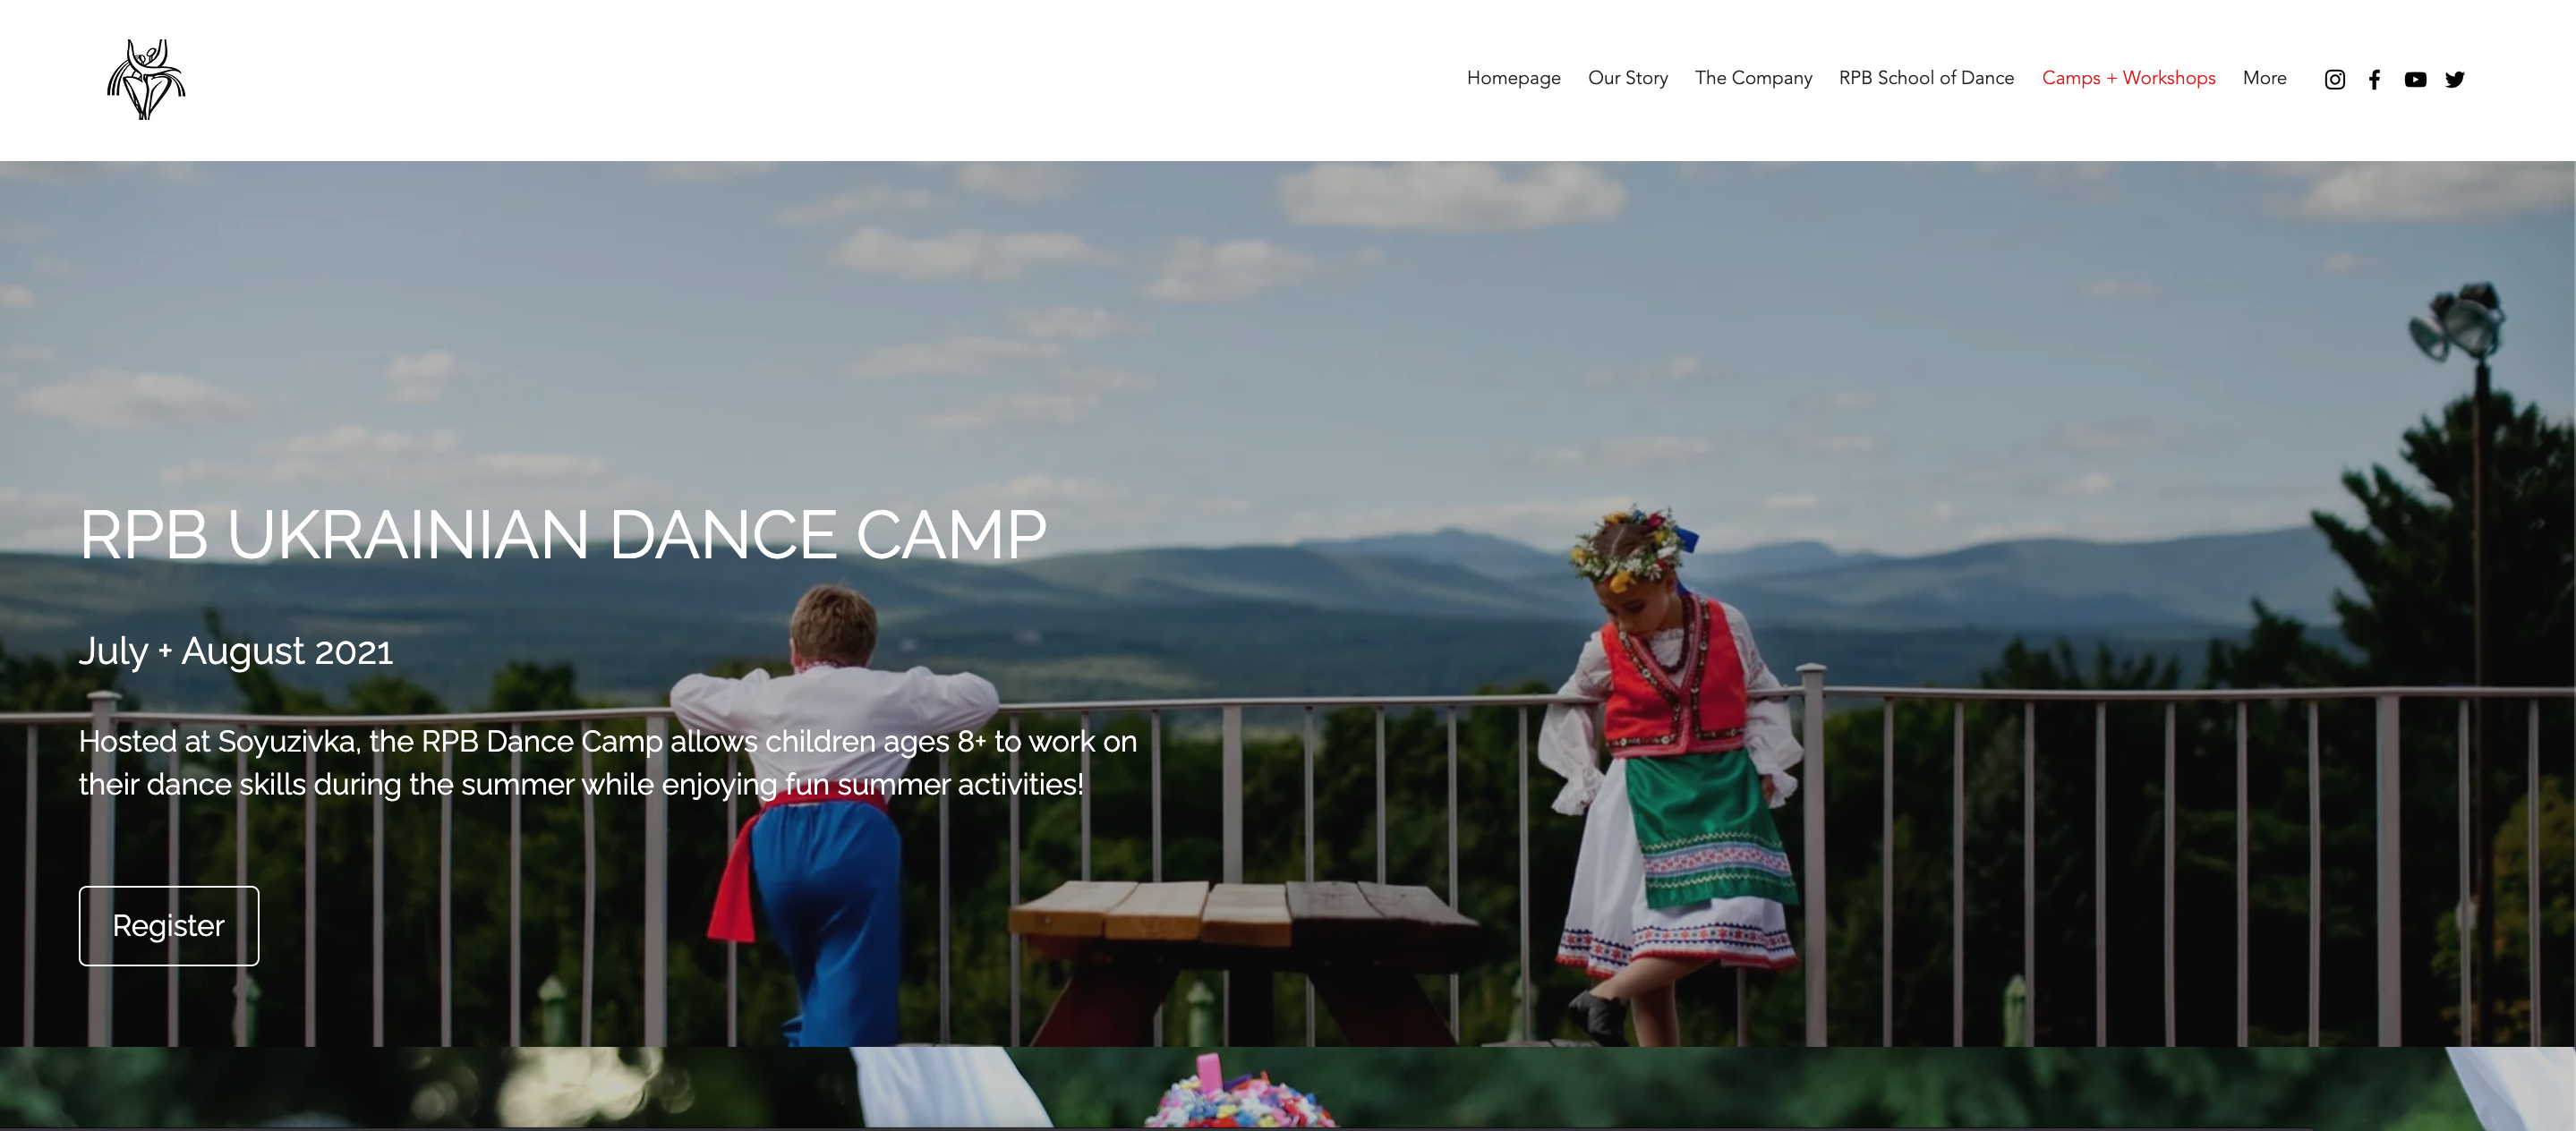 Homepage Our Story The Company RPB School of Dance Camps + Workshops More
RPB UKRAINIAN DANCE CAMP
July + August 2021
Hosted at Soyuzivka, the RPB Dance Camp allows children ages 8+ to work on
their dance skills during the summer while enjoying fun summer activities!
Register